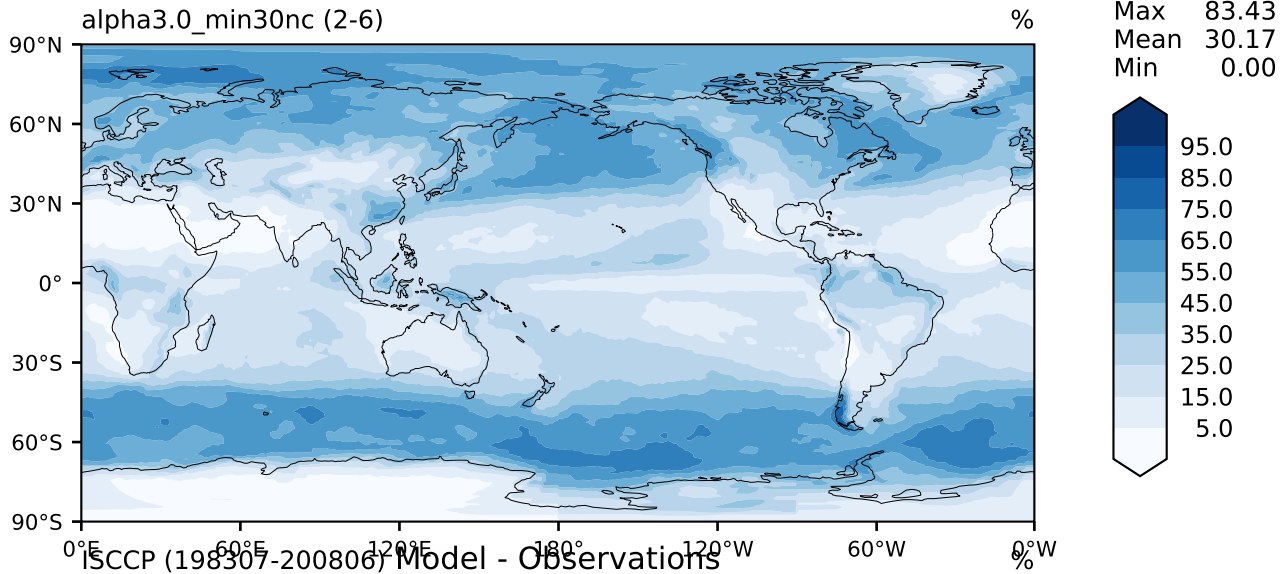 alpha3.0_min30nc (2-6) %
Max 83.43
Mean 30.17
Min 0.00
90°N
60°N
30°N
0°
30°S
60°S
90°S
95.0
85.0
75.0
65.0
55.0
45.0
35.0
25.0
15.0
5.0
0°E 60°E 120°E 180° 120°W 60°W 0°W
ISCCP (198307-200806) Model - Observations %